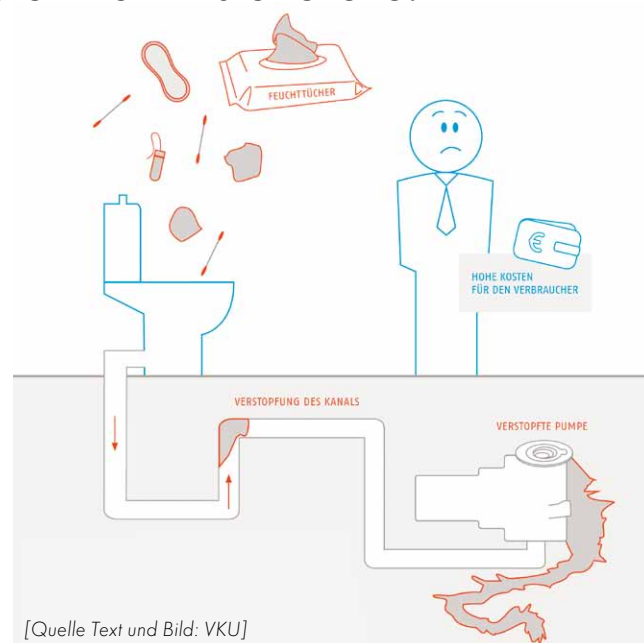 FEUCHTTÜCHER
€
HOHE KOSTEN
FÜR DEN VERBRAUCHER
VERSTOPFUNG DES KANALS
VERSTOPFTE PUMPE
[Quelle Text und Bild: VKU]